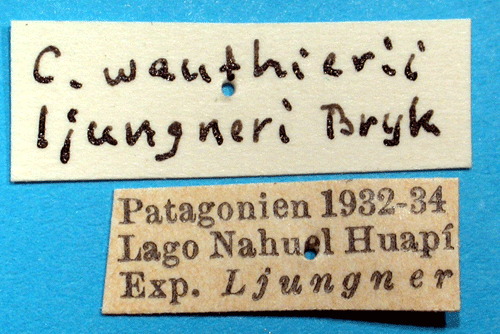 C. wauthierii
ljungneri Bryk
Patagonien 1932-34
Lago Nahuel Huapí
Exp. Ljungner